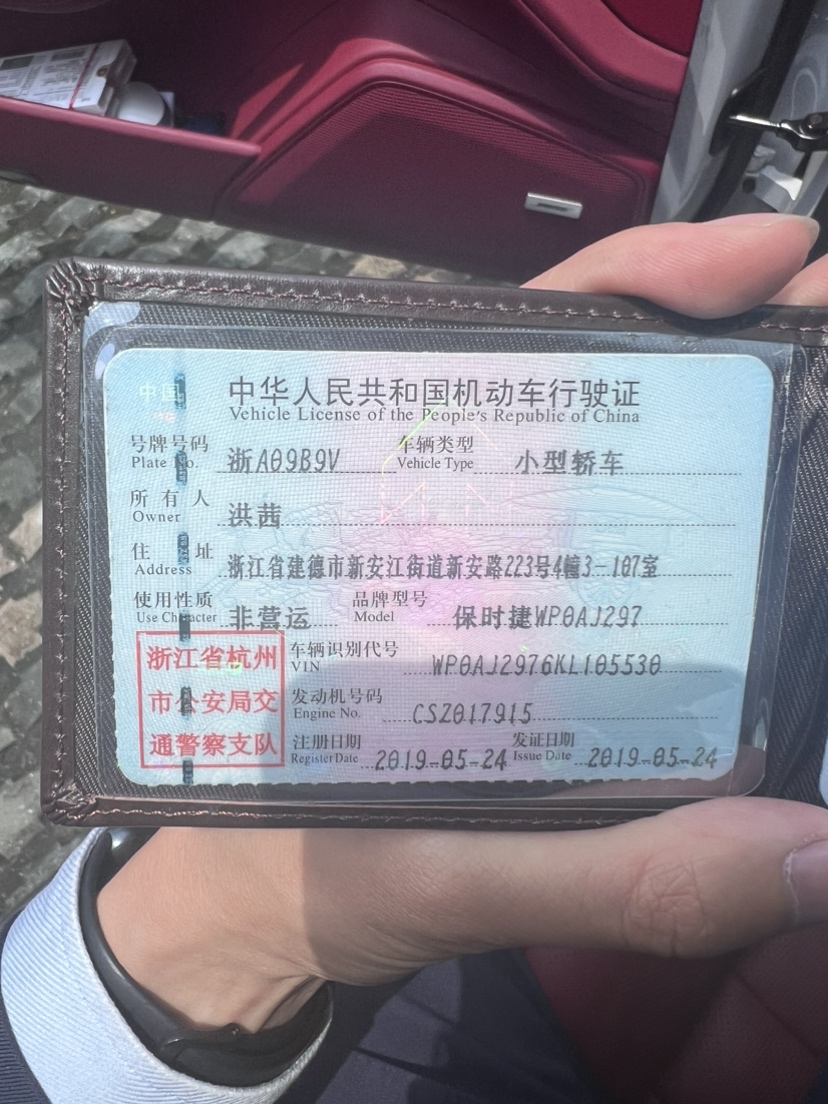 中国
中华人民共和国机动车行驶证
Vehicle License of the People's Republic of China
号牌号码 Plate No. 浙A09B9V 车辆类型 Vehicle Type 小型轿车
所有人 Owner 洪茜
住址 Address 浙江省建德市新安江街道新安路223号4幢3-107室
使用性质 Use Character 非营运 品牌型号 Model 保时捷WP0AJ297
浙江省杭州
市公安局交
通警察支队
车辆识别代号 VIN WP0AJ2976KL105530
发动机号码 Engine No. CSZ017915
注册日期 Register Date 2019-05-24 发证日期 Issue Date 2019-05-24